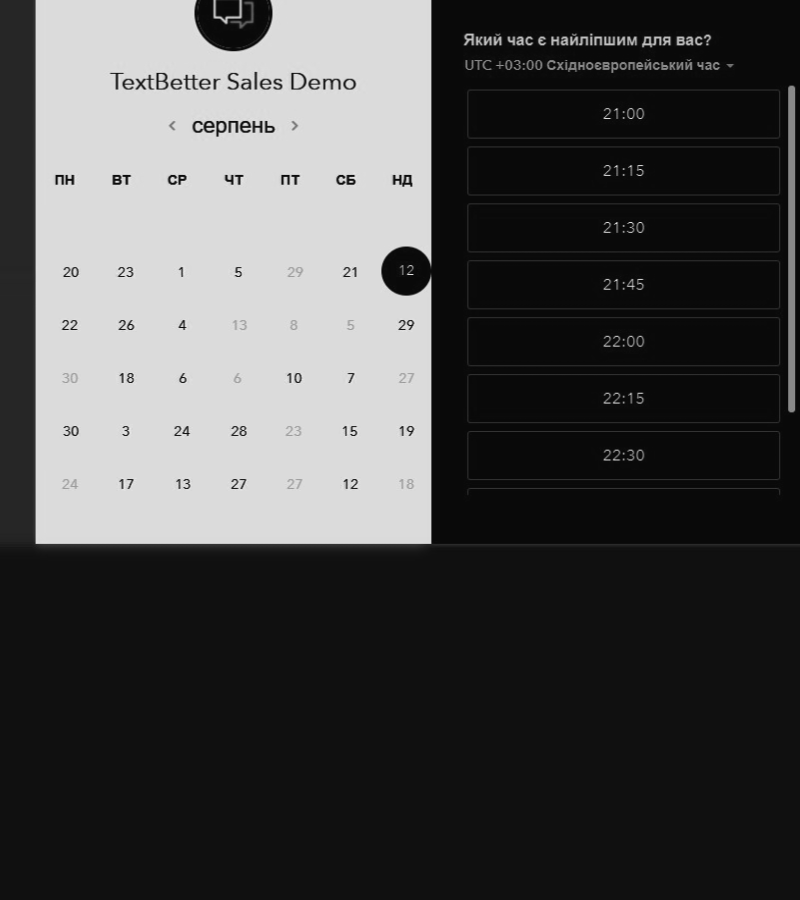 TextBetter Sales Demo
серпень
ПН ВТ СР ЧТ ПТ СБ НД
20 23 1 5 29 21 12
22 26 4 13 8 5 29
30 18 6 6 10 7 27
30 3 24 28 23 15 19
24 17 13 27 27 12 18
Який час є найліпшим для вас?
UTC +03:00 Східноєвропейський час
21:00
21:15
21:30
21:45
22:00
22:15
22:30